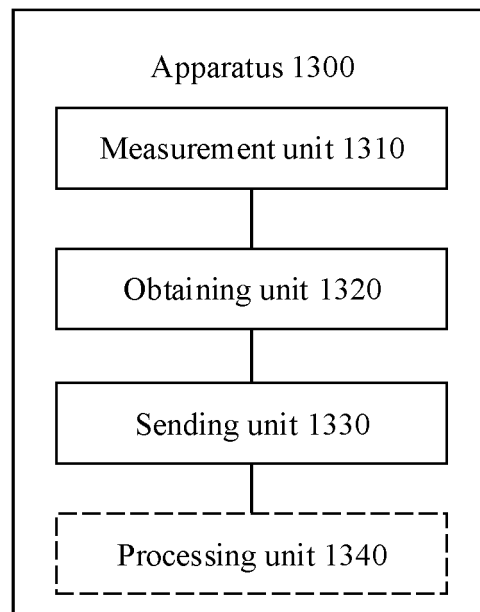 Apparatus 1300
Measurement unit 1310
Obtaining unit 1320
Sending unit 1330
Processing unit 1340